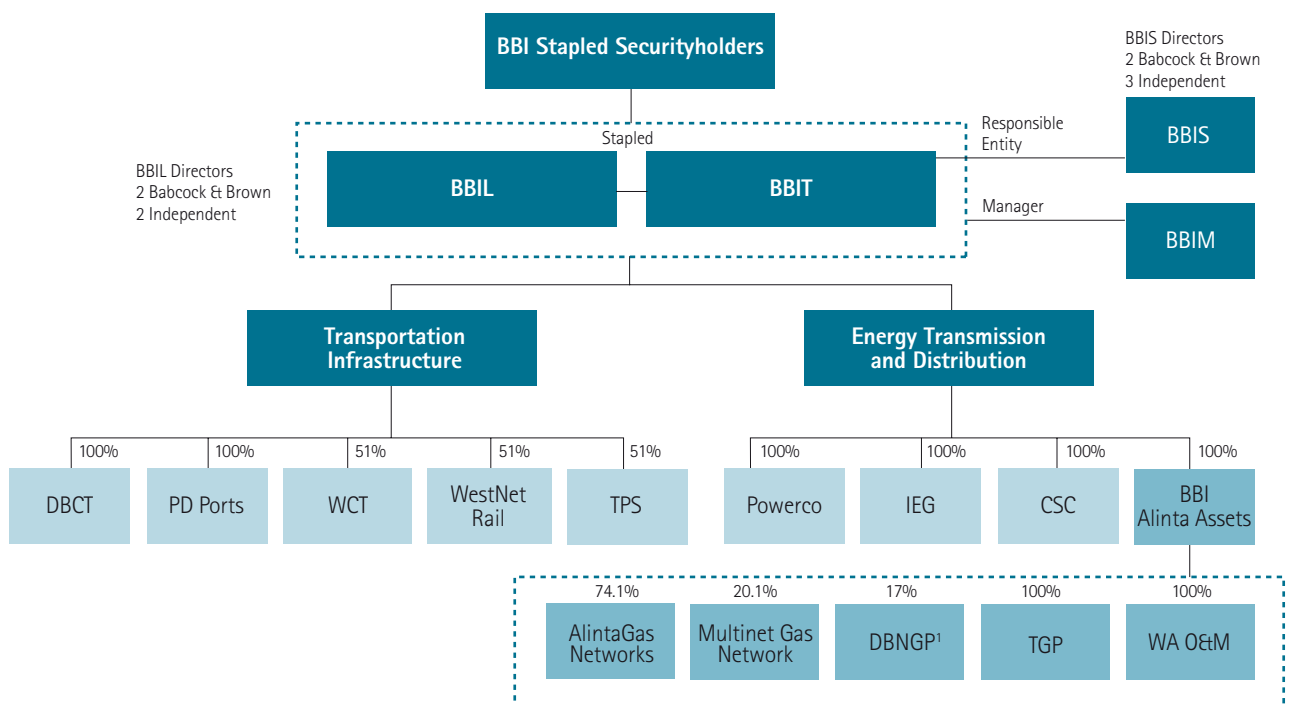 BBI Stapled Securityholders
BBIS Directors
2 Babcock & Brown
3 Independent
BBIS
Responsible
Entity
Stapled
BBIL Directors
2 Babcock & Brown
2 Independent
BBIL
BBIT
Manager
BBIM
Transportation
Infrastructure
Energy Transmission
and Distribution
100%
100%
51%
51%
51%
100%
100%
100%
100%
DBCT
PD Ports
WCT
WestNet
Rail
TPS
Powerco
IEG
CSC
BBI
Alinta Assets
74.1%
20.1%
17%
100%
100%
AlintaGas
Networks
Multinet Gas
Network
DBNGP¹
TGP
WA O&M